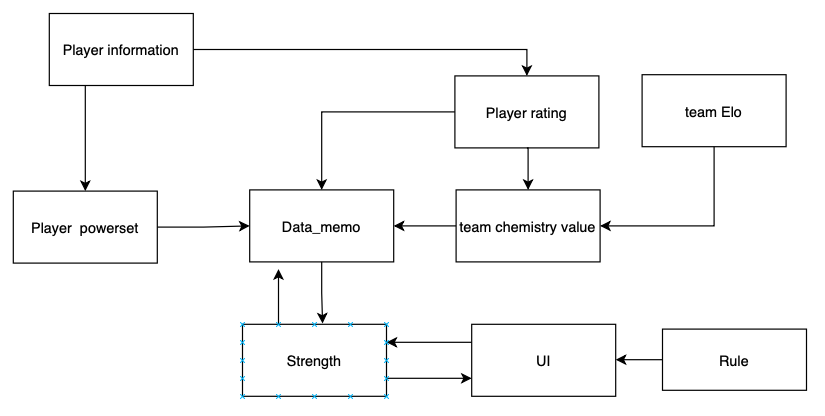 Player information
Player rating
team Elo
Player powerset
Data_memo
team chemistry value
Strength
UI
Rule